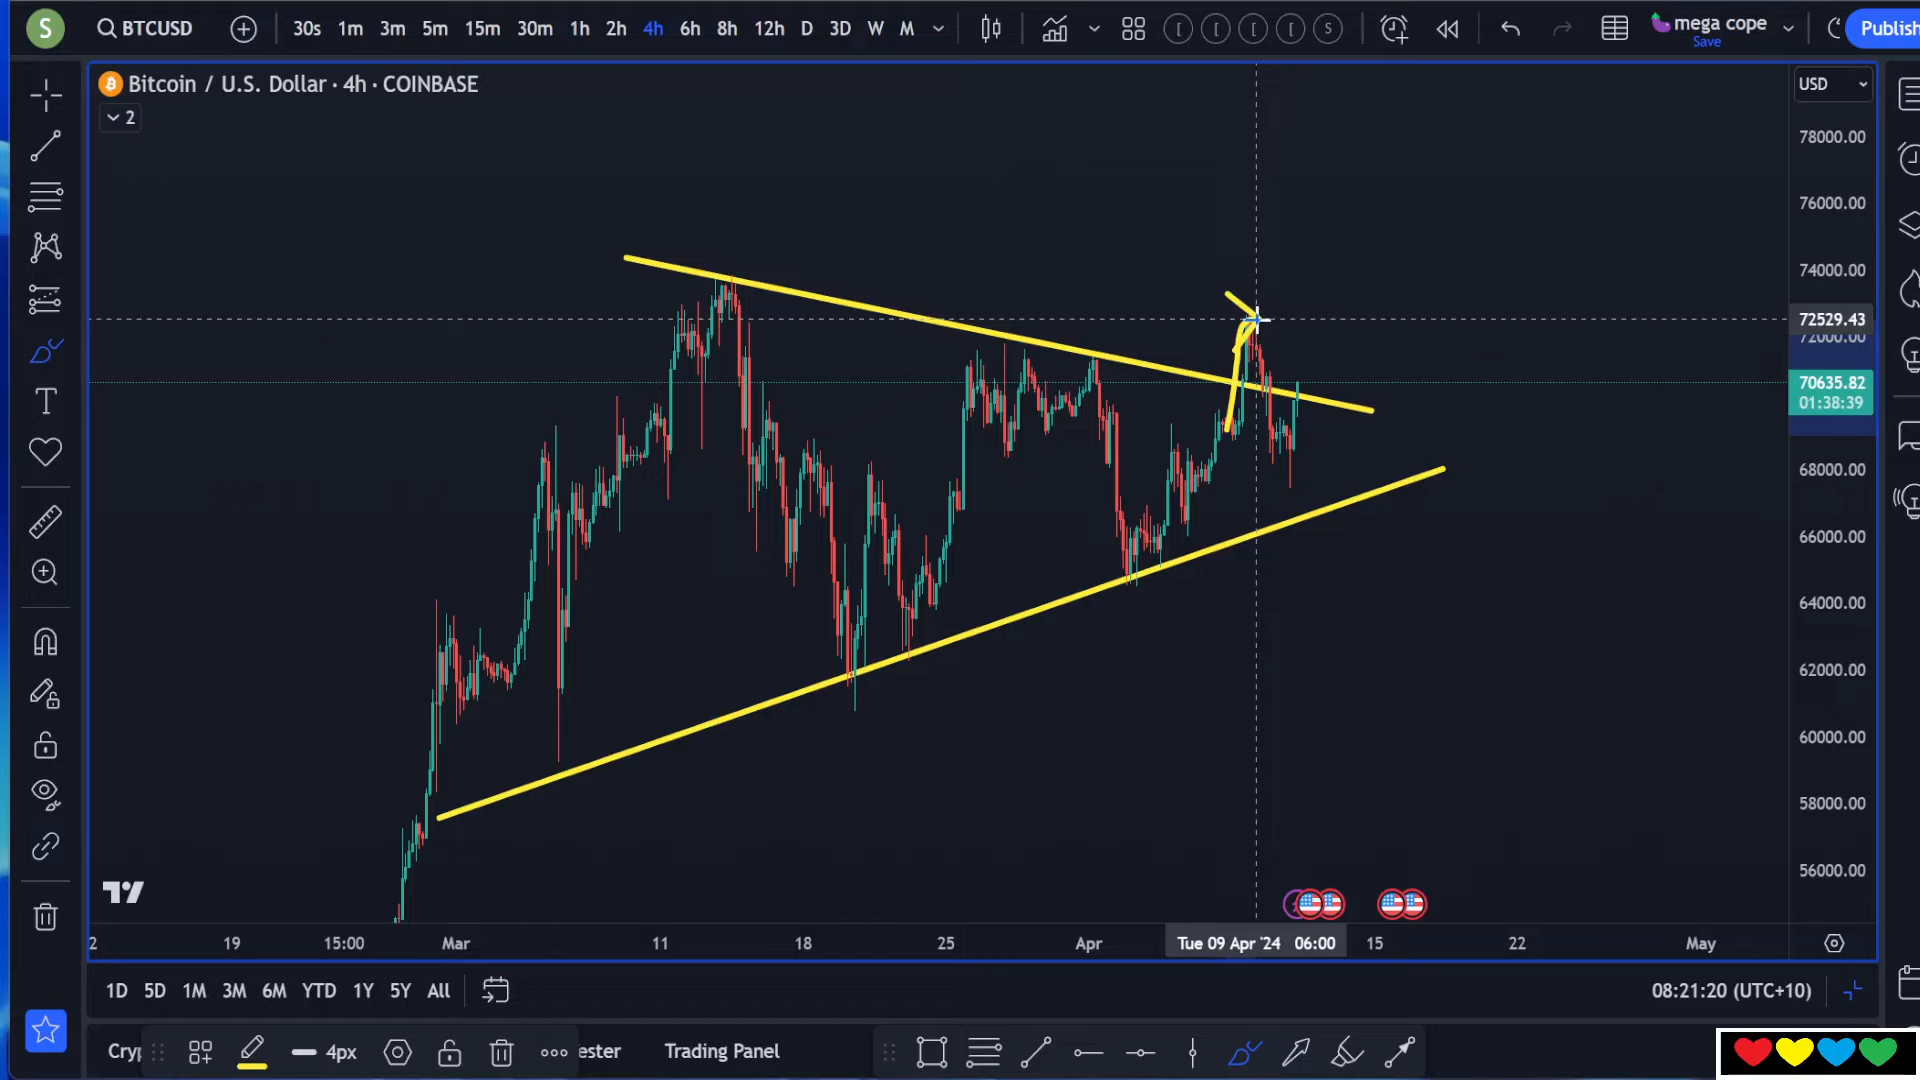 S BTCUSD 30s 1m 3m 5m 15m 30m 1h 2h 4h 6h 8h 12h D 3D W M [ [ [ [ S mega cope Publish
Save
Bitcoin / U.S. Dollar · 4h · COINBASE
USD
2
78000.00
76000.00
74000.00
72529.43
72000.00
70635.82
01:38:39
68000.00
66000.00
64000.00
62000.00
60000.00
58000.00
56000.00
2 19 15:00 Mar 11 18 25 Apr Tue 09 Apr '24 06:00 15 22 May
1D 5D 1M 3M 6M YTD 1Y 5Y All 08:21:20 (UTC+10)
Cryp 4px ester Trading Panel